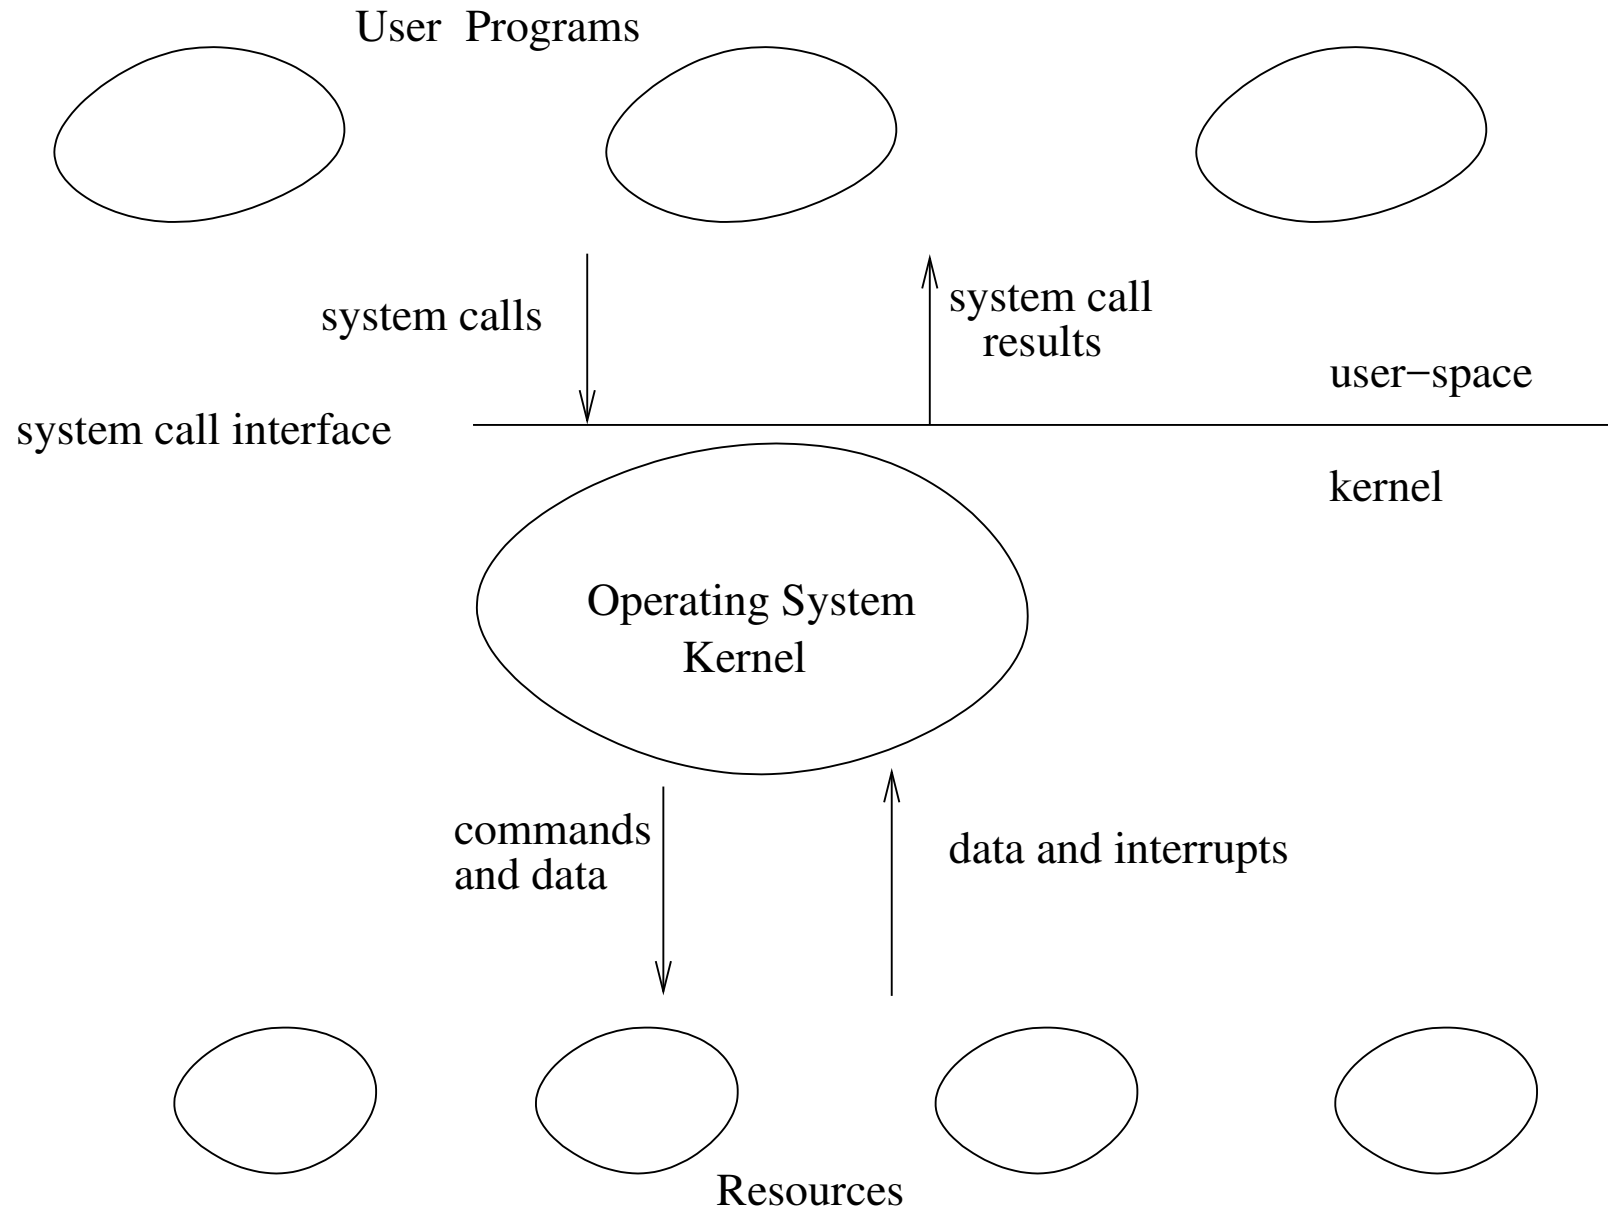 User Programs
system calls
system call
results
user−space
system call interface
kernel
Operating System
Kernel
commands
and data
data and interrupts
Resources